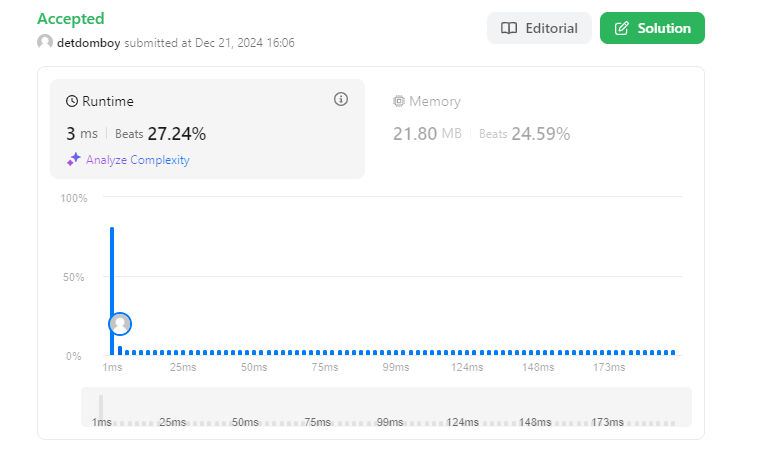 Accepted
Editorial
Solution
detdomboy submitted at Dec 21, 2024 16:06
Runtime
Memory
3 ms Beats 27.24%
21.80 MB Beats 24.59%
Analyze Complexity
100%
50%
0%
1ms 25ms 50ms 75ms 99ms 124ms 148ms 173ms
1ms 25ms 50ms 75ms 99ms 124ms 148ms 173ms